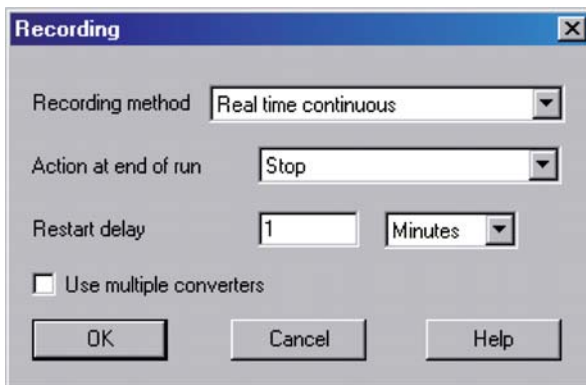 Recording
Recording method Real time continuous
Action at end of run Stop
Restart delay 1 Minutes
Use multiple converters
OK Cancel Help